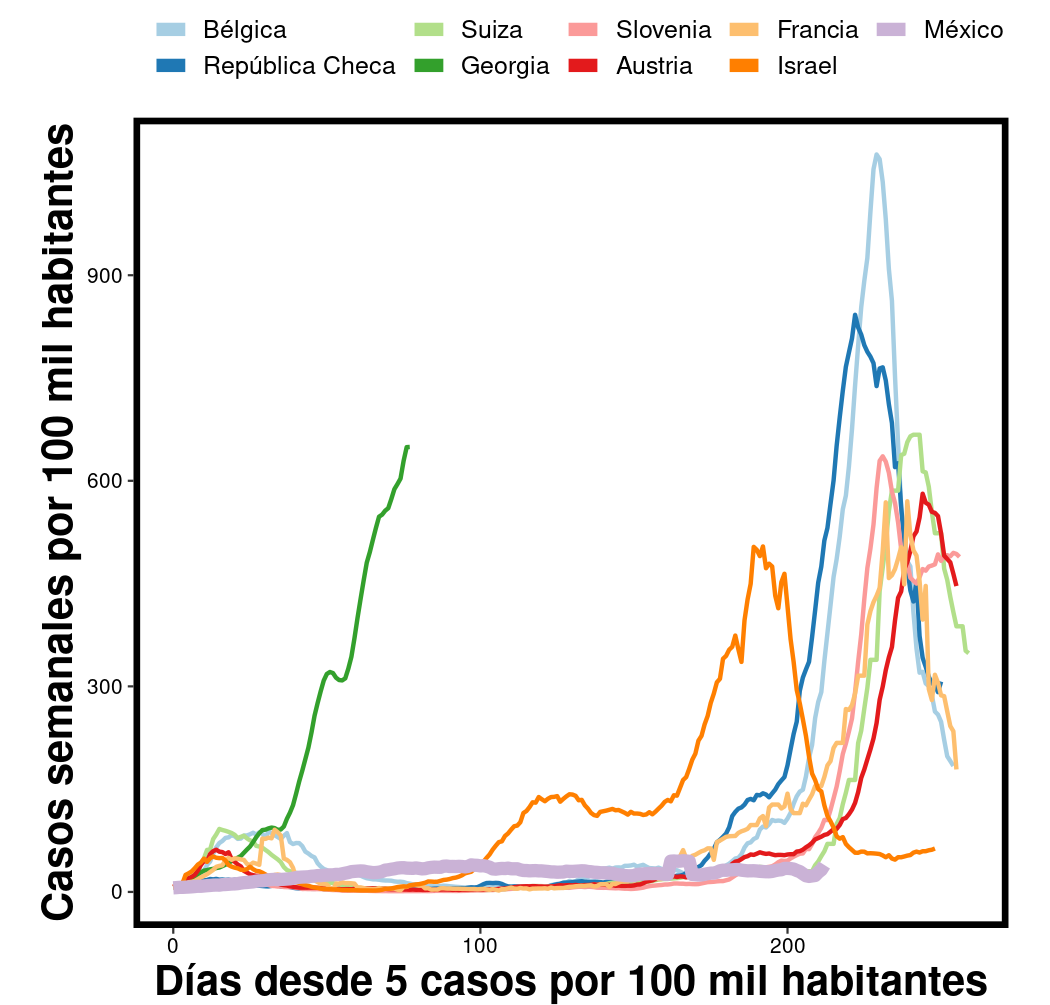 Bélgica Suiza Slovenia Francia México
República Checa Georgia Austria Israel
Casos semanales por 100 mil habitantes
900
600
300
0
0 100 200
Días desde 5 casos por 100 mil habitantes